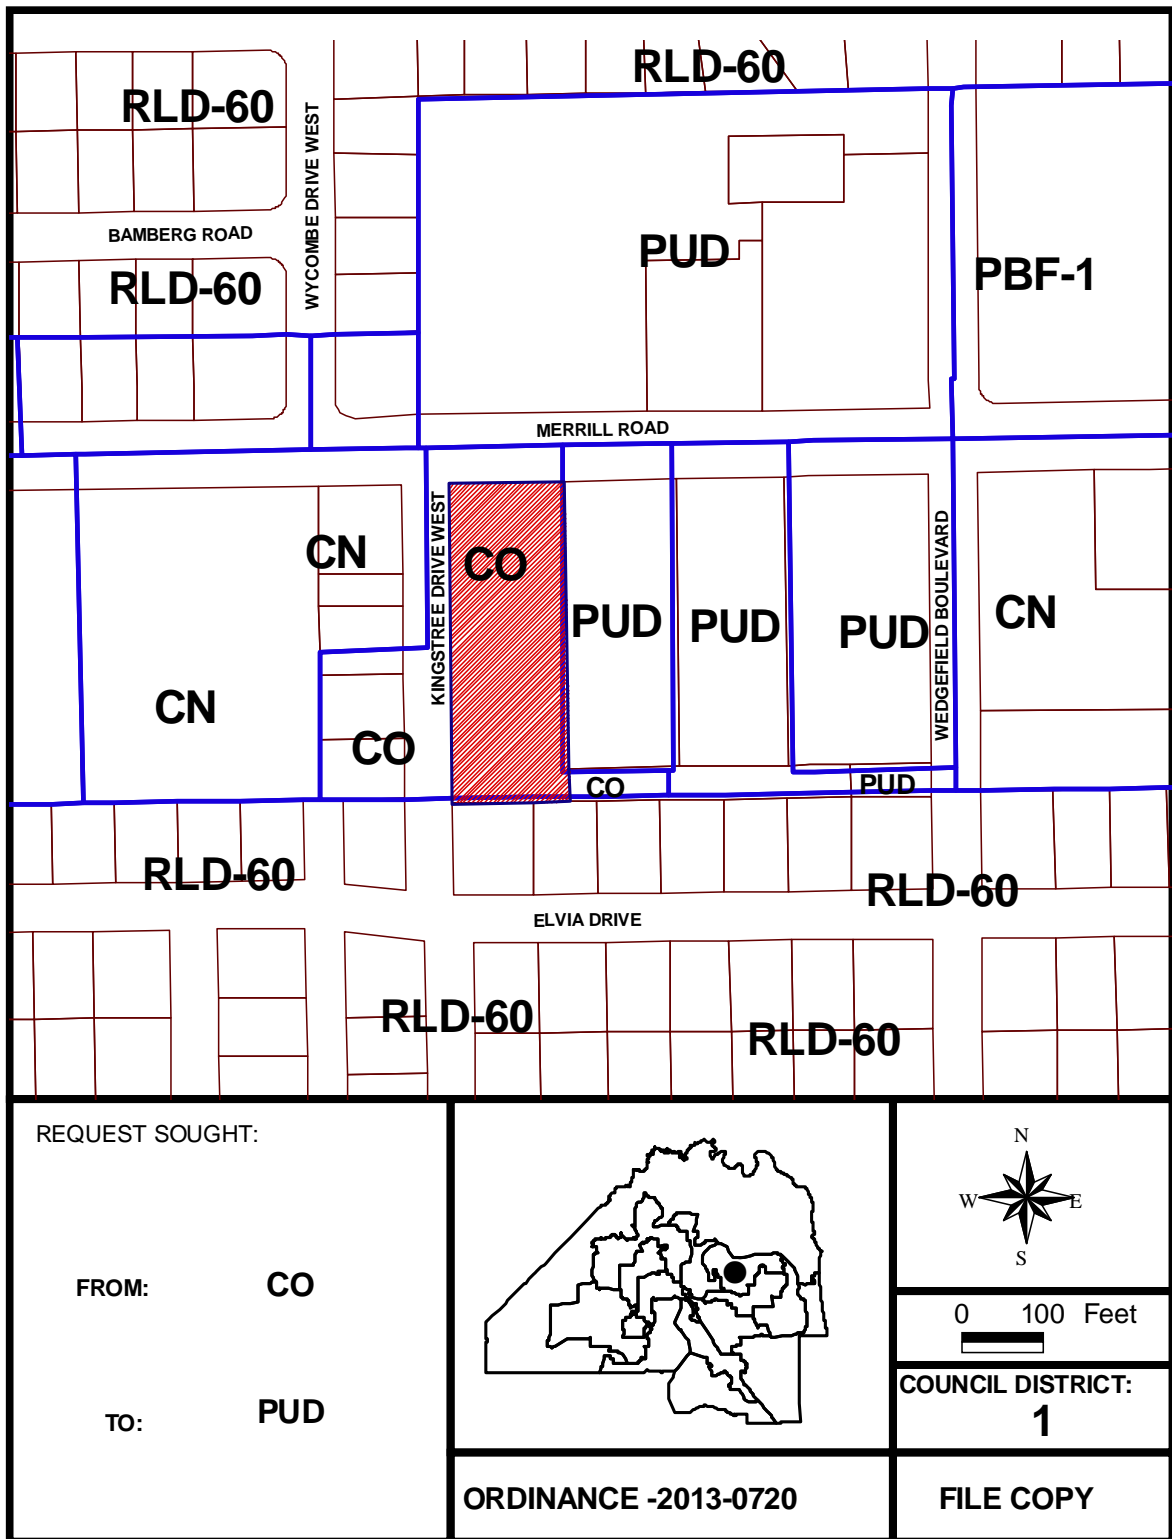 RLD-60
RLD-60
WYCOMBE DRIVE WEST
BAMBERG ROAD
PUD
PBF-1
RLD-60
MERRILL ROAD
CN
KINGSTREE DRIVE WEST
CO
PUD
PUD
PUD
WEDGEFIELD BOULEVARD
CN
CN
CO
CO
PUD
RLD-60
RLD-60
ELVIA DRIVE
RLD-60
RLD-60
REQUEST SOUGHT:
FROM: CO
TO: PUD
N
W E
S
0 100 Feet
COUNCIL DISTRICT:
1
ORDINANCE -2013-0720
FILE COPY